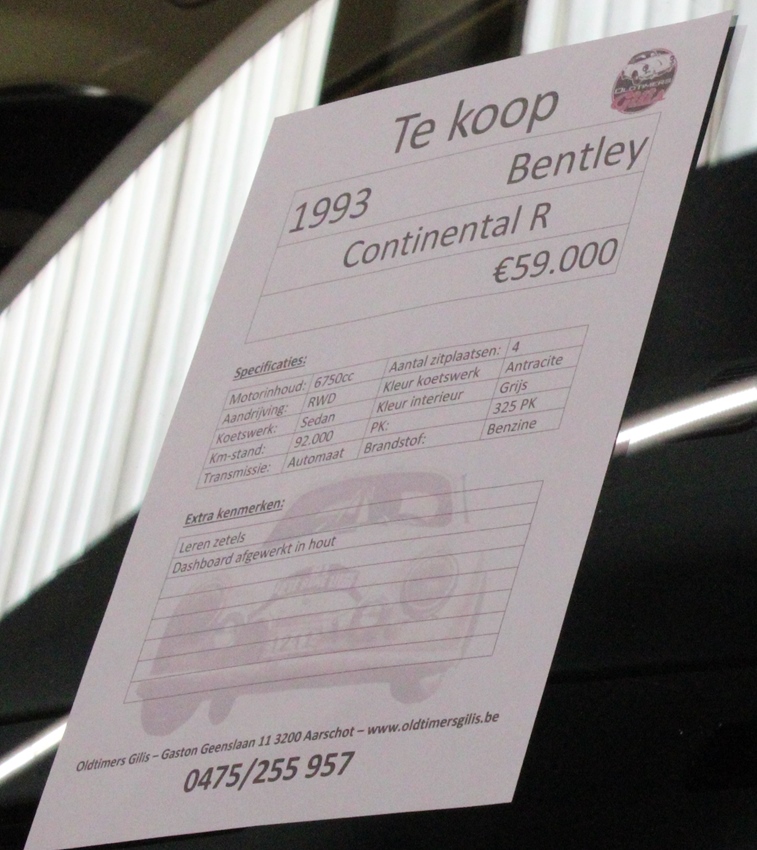 OLDTIMERS
Gilis
Te koop
1993 Bentley
Continental R
€59.000
Specificaties:
Motorinhoud: 6750cc Aantal zitplaatsen: 4
Aandrijving: RWD Kleur koetswerk Antracite
Koetswerk: Sedan Kleur interieur Grijs
Km-stand: 92.000 PK: 325 PK
Transmissie: Automaat Brandstof: Benzine
Extra kenmerken:
Leren zetels
Dashboard afgewerkt in hout
Oldtimers Gilis – Gaston Geenslaan 11 3200 Aarschot – www.oldtimersgilis.be
0475/255 957